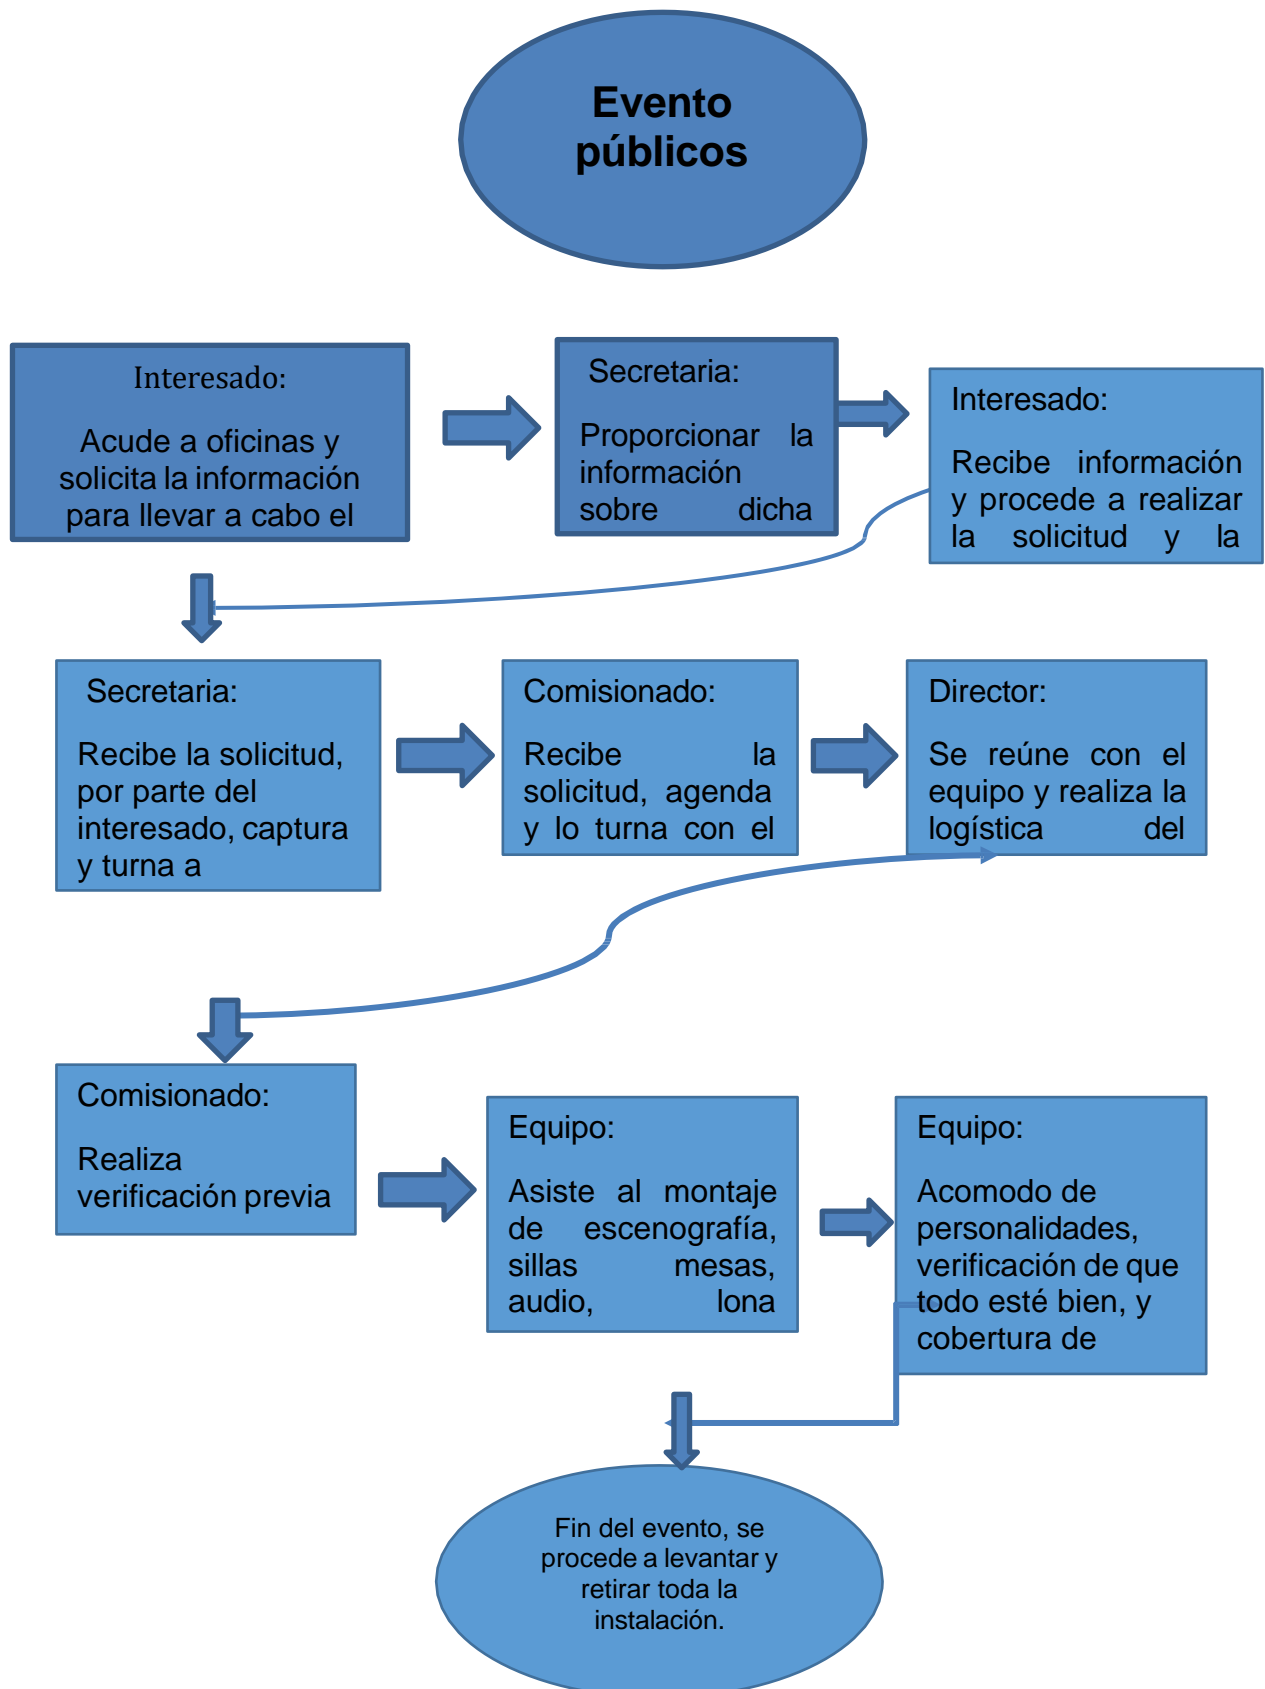 Evento
públicos
Interesado:
Acude a oficinas y
solicita la información
para llevar a cabo el
Secretaria:
Proporcionar la
información
sobre dicha
Interesado:
Recibe información
y procede a realizar
la solicitud y la
Secretaria:
Recibe la solicitud,
por parte del
interesado, captura
y turna a
Comisionado:
Recibe la
solicitud, agenda
y lo turna con el
Director:
Se reúne con el
equipo y realiza la
logística del
Comisionado:
Realiza
verificación previa
Equipo:
Asiste al montaje
de escenografía,
sillas mesas,
audio, lona
Equipo:
Acomodo de
personalidades,
verificación de que
todo esté bien, y
cobertura de
Fin del evento, se
procede a levantar y
retirar toda la
instalación.